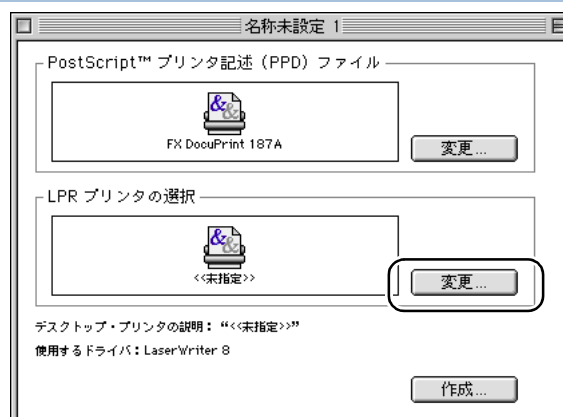 名称未設定 1
PostScript™ プリンタ記述（PPD）ファイル
FX DocuPrint 187A
変更...
LPR プリンタの選択
<<未指定>>
変更...
デスクトップ・プリンタの説明： “<<未指定>>”
使用するドライバ：LaserWriter 8
作成...